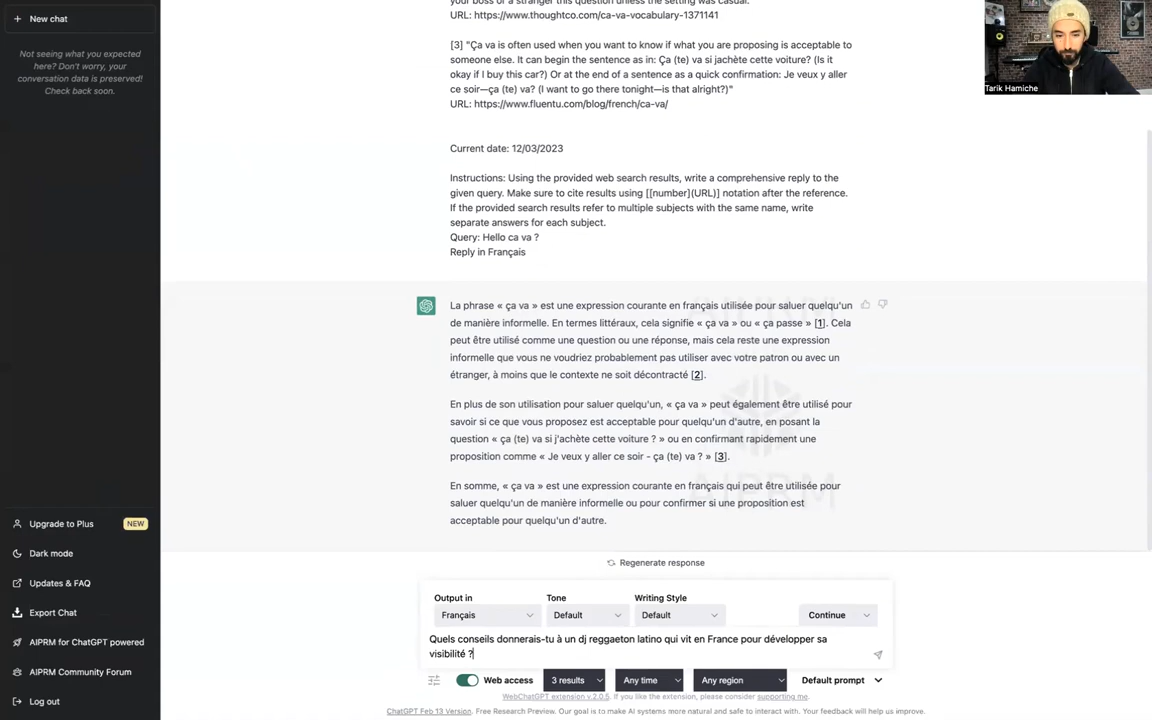 New chat
Not seeing what you expected
here? Don't worry, your
conversation data is preserved!
Check back soon.
Upgrade to Plus
NEW
Dark mode
Updates & FAQ
Export Chat
AIPRM for ChatGPT powered
AIPRM Community Forum
Log out
your boss or a stranger this question unless the setting was casual.
URL: https://www.thoughtco.com/ca-va-vocabulary-1371141
[3] "Ça va is often used when you want to know if what you are proposing is acceptable to
someone else. It can begin the sentence as in: Ça (te) va si jachète cette voiture? (Is it
okay if I buy this car?) Or at the end of a sentence as a quick confirmation: Je veux y aller
ce soir—ça (te) va? (I want to go there tonight—is that alright?)"
URL: https://www.fluentu.com/blog/french/ca-va/
Current date: 12/03/2023
Instructions: Using the provided web search results, write a comprehensive reply to the
given query. Make sure to cite results using [[number](URL)] notation after the reference.
If the provided search results refer to multiple subjects with the same name, write
separate answers for each subject.
Query: Hello ca va ?
Reply in Français
La phrase « ça va » est une expression courante en français utilisée pour saluer quelqu'un
de manière informelle. En termes littéraux, cela signifie « ça va » ou « ça passe » [1]. Cela
peut être utilisé comme une question ou une réponse, mais cela reste une expression
informelle que vous ne voudriez probablement pas utiliser avec votre patron ou avec un
étranger, à moins que le contexte ne soit décontracté [2].
En plus de son utilisation pour saluer quelqu'un, « ça va » peut également être utilisé pour
savoir si ce que vous proposez est acceptable pour quelqu'un d'autre, en posant la
question « ça (te) va si j'achète cette voiture ? » ou en confirmant rapidement une
proposition comme « Je veux y aller ce soir - ça (te) va ? » [3].
En somme, « ça va » est une expression courante en français qui peut être utilisée pour
saluer quelqu'un de manière informelle ou pour confirmer si une proposition est
acceptable pour quelqu'un d'autre.
AIPRM
AIPRM
Regenerate response
Output in
Tone
Writing Style
Français
Default
Default
Continue
Quels conseils donnerais-tu à un dj reggaeton latino qui vit en France pour développer sa
visibilité ?
Web access
3 results
Any time
Any region
Default prompt
WebChatGPT extension v.2.0.5. If you like the extension, please consider supporting me.
ChatGPT Feb 13 Version. Free Research Preview. Our goal is to make AI systems more natural and safe to interact with. Your feedback will help us improve.
Tarik Hamiche